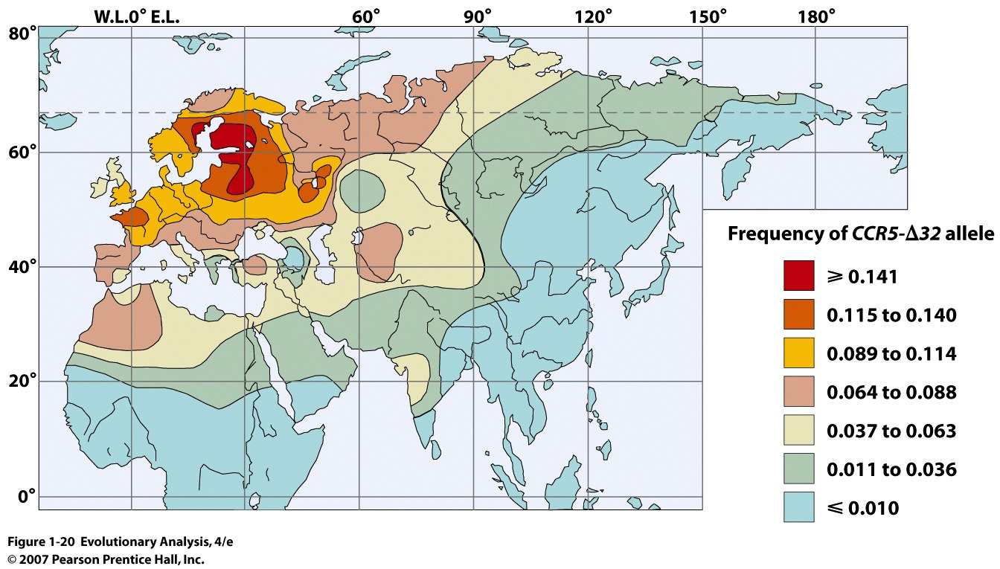 W.L.0° E.L. 60° 90° 120° 150° 180°
80°
60°
40°
20°
0°
Frequency of CCR5-Δ32 allele
⩾ 0.141
0.115 to 0.140
0.089 to 0.114
0.064 to 0.088
0.037 to 0.063
0.011 to 0.036
⩽ 0.010
Figure 1-20 Evolutionary Analysis, 4/e
© 2007 Pearson Prentice Hall, Inc.